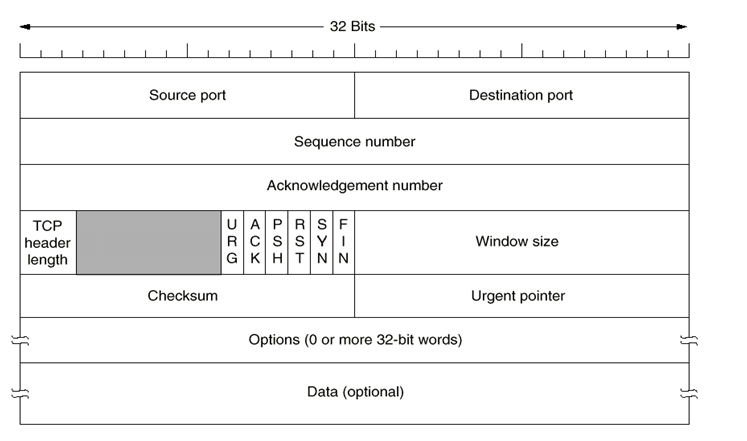 32 Bits
Source port
Destination port
Sequence number
Acknowledgement number
TCP
header
length
URG
ACK
PSH
RST
SYN
FIN
Window size
Checksum
Urgent pointer
Options (0 or more 32-bit words)
Data (optional)